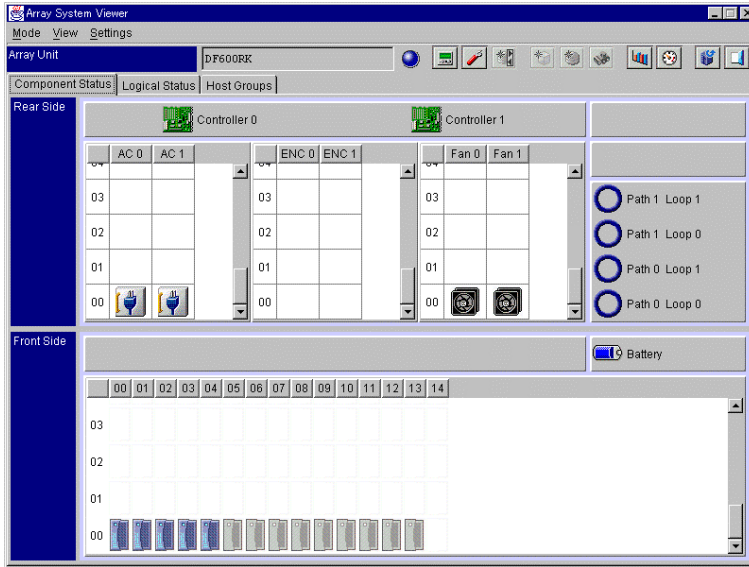 Array System Viewer
Mode View Settings
Array Unit
DF600RK
Component Status Logical Status Host Groups
Rear Side
Controller 0 Controller 1
AC 0 AC 1 ENC 0 ENC 1 Fan 0 Fan 1
04 04 04
03 03 03 Path 1 Loop 1
02 02 02 Path 1 Loop 0
01 01 01 Path 0 Loop 1
00 00 00 Path 0 Loop 0
Front Side
Battery
00 01 02 03 04 05 06 07 08 09 10 11 12 13 14
03
02
01
00